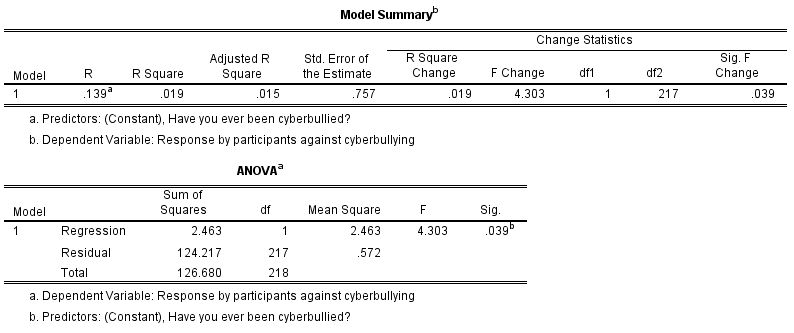 Model Summaryb
Change Statistics
Model R R Square Adjusted R Square Std. Error of the Estimate R Square Change F Change df1 df2 Sig. F Change
1 .139a .019 .015 .757 .019 4.303 1 217 .039
a. Predictors: (Constant), Have you ever been cyberbullied?
b. Dependent Variable: Response by participants against cyberbullying
ANOVAa
Model Sum of Squares df Mean Square F Sig.
1 Regression 2.463 1 2.463 4.303 .039b
Residual 124.217 217 .572
Total 126.680 218
a. Dependent Variable: Response by participants against cyberbullying
b. Predictors: (Constant), Have you ever been cyberbullied?